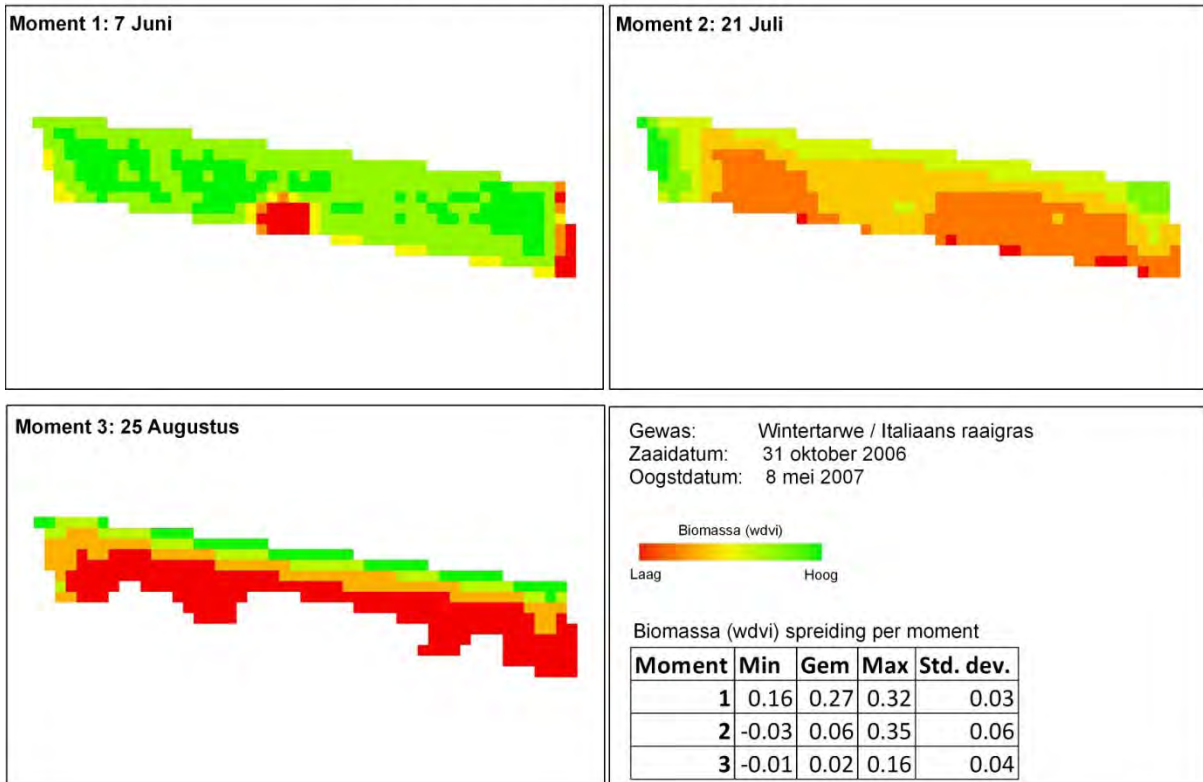 Moment 1: 7 Juni
Moment 2: 21 Juli
Moment 3: 25 Augustus
Gewas: Wintertarwe / Italiaans raaigras
Zaaidatum: 31 oktober 2006
Oogstdatum: 8 mei 2007
Biomassa (wdvi)
Laag Hoog
Biomassa (wdvi) spreiding per moment
Moment Min Gem Max Std. dev.
1 0.16 0.27 0.32 0.03
2 -0.03 0.06 0.35 0.06
3 -0.01 0.02 0.16 0.04